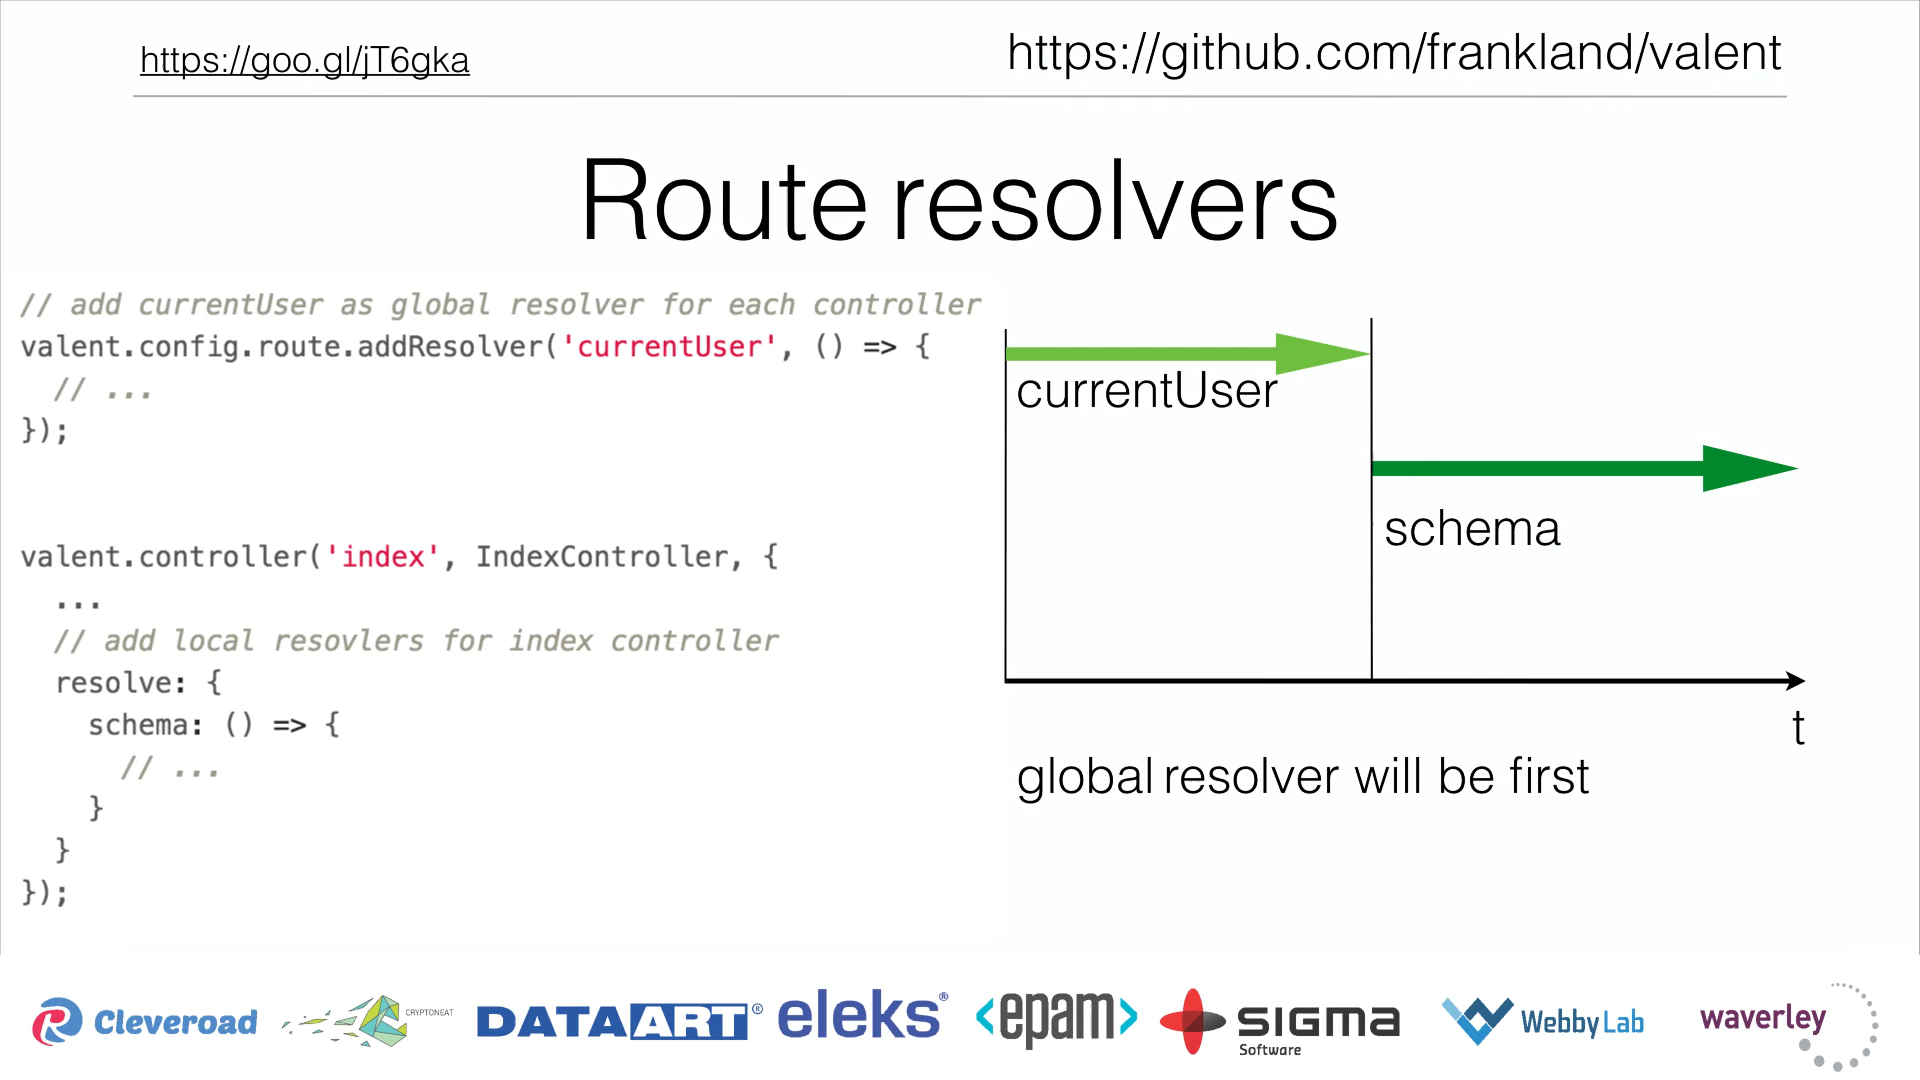 https://goo.gl/jT6gka
https://github.com/frankland/valent
Route resolvers
// add currentUser as global resolver for each controller
valent.config.route.addResolver('currentUser', () => {
  // ...
});
valent.controller('index', IndexController, {
  ...
  // add local resovlers for index controller
  resolve: {
    schema: () => {
      // ...
    }
  }
});
currentUser
schema
t
global resolver will be first
Cleveroad
CRYPTONEAT
DATAART®
eleks®
<epam>
SIGMA
Software
WebbyLab
waverley